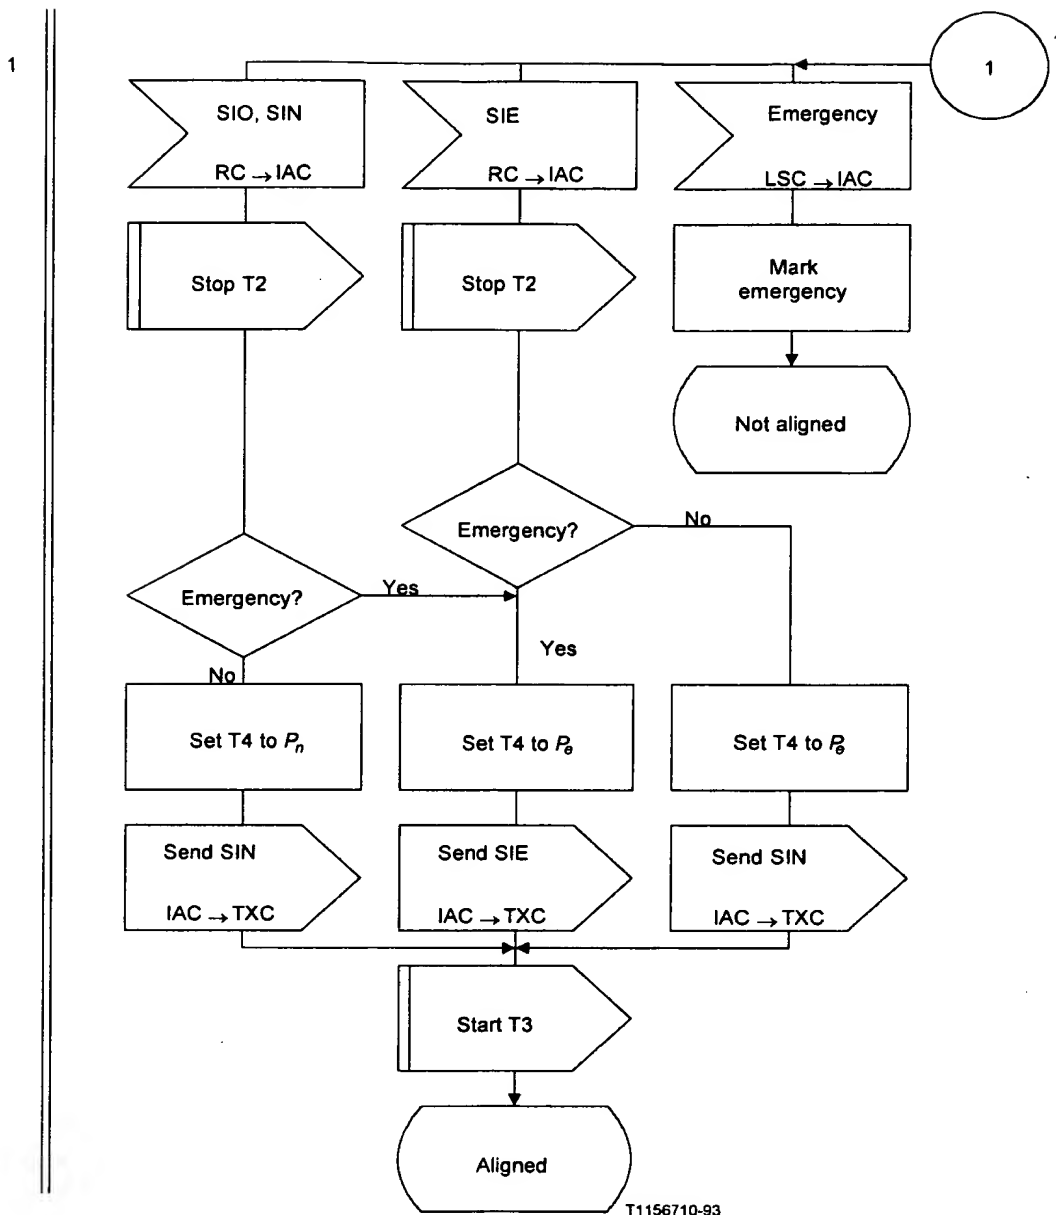 1
1
SIO, SIN
RC → IAC
SIE
RC → IAC
Emergency
LSC → IAC
Stop T2
Stop T2
Mark
emergency
Not aligned
Emergency?
No
Emergency?
Yes
Yes
No
Set T4 to Pn
Set T4 to Pe
Set T4 to Pe
Send SIN
IAC → TXC
Send SIE
IAC → TXC
Send SIN
IAC → TXC
Start T3
Aligned
T1156710-93